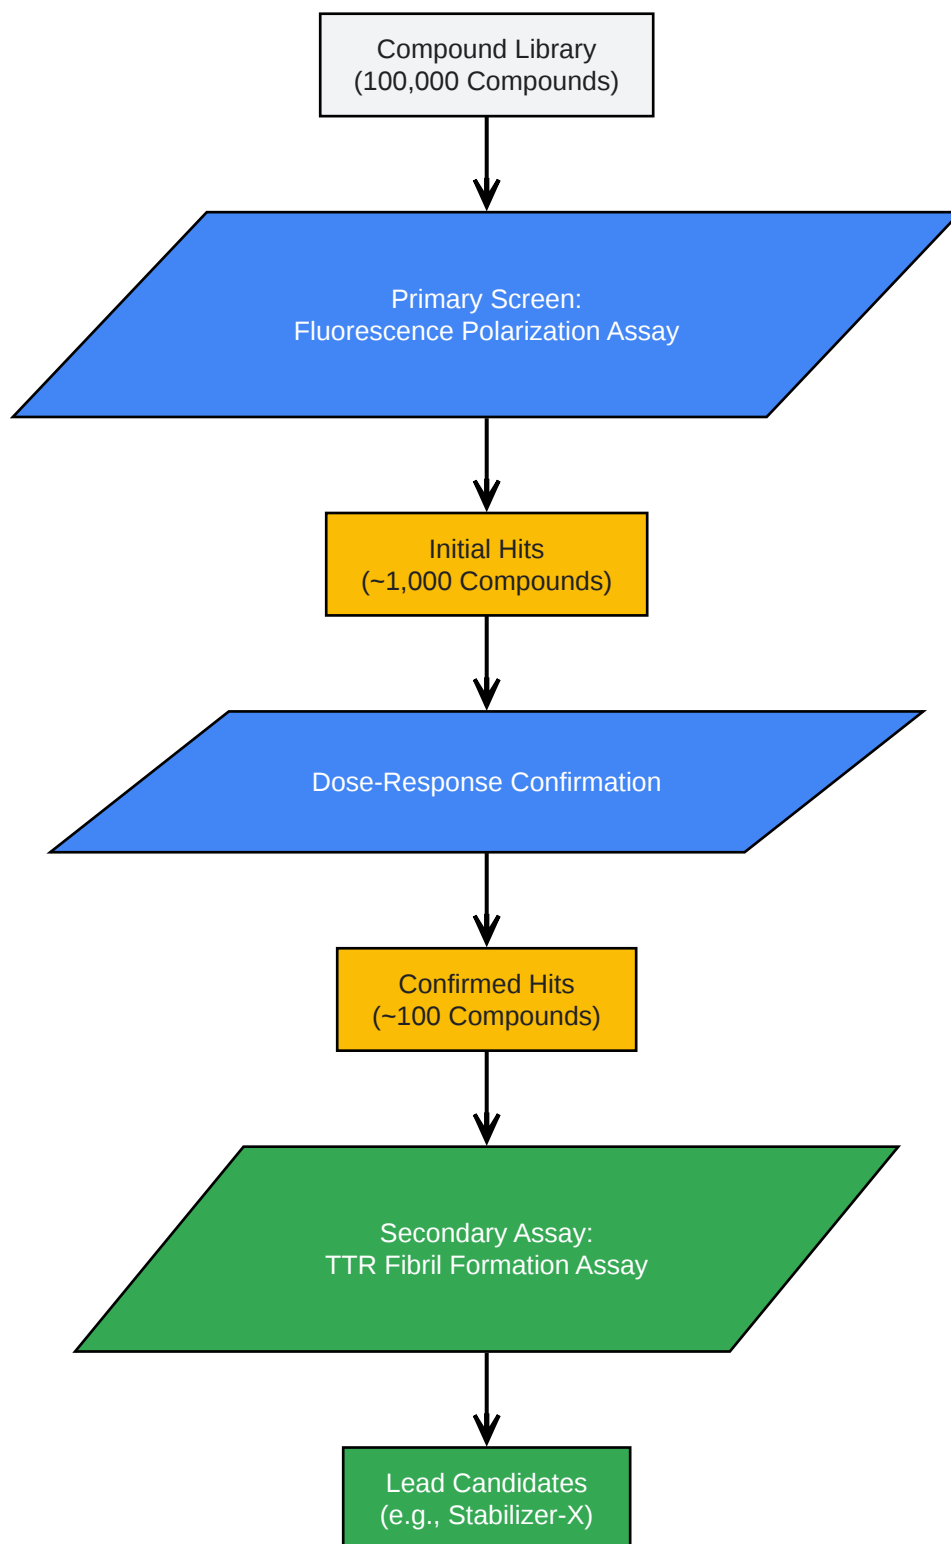 Compound Library
(100,000 Compounds)
Primary Screen:
Fluorescence Polarization Assay
Initial Hits
(~1,000 Compounds)
Dose-Response Confirmation
Confirmed Hits
(~100 Compounds)
Secondary Assay:
TTR Fibril Formation Assay
Lead Candidates
(e.g., Stabilizer-X)